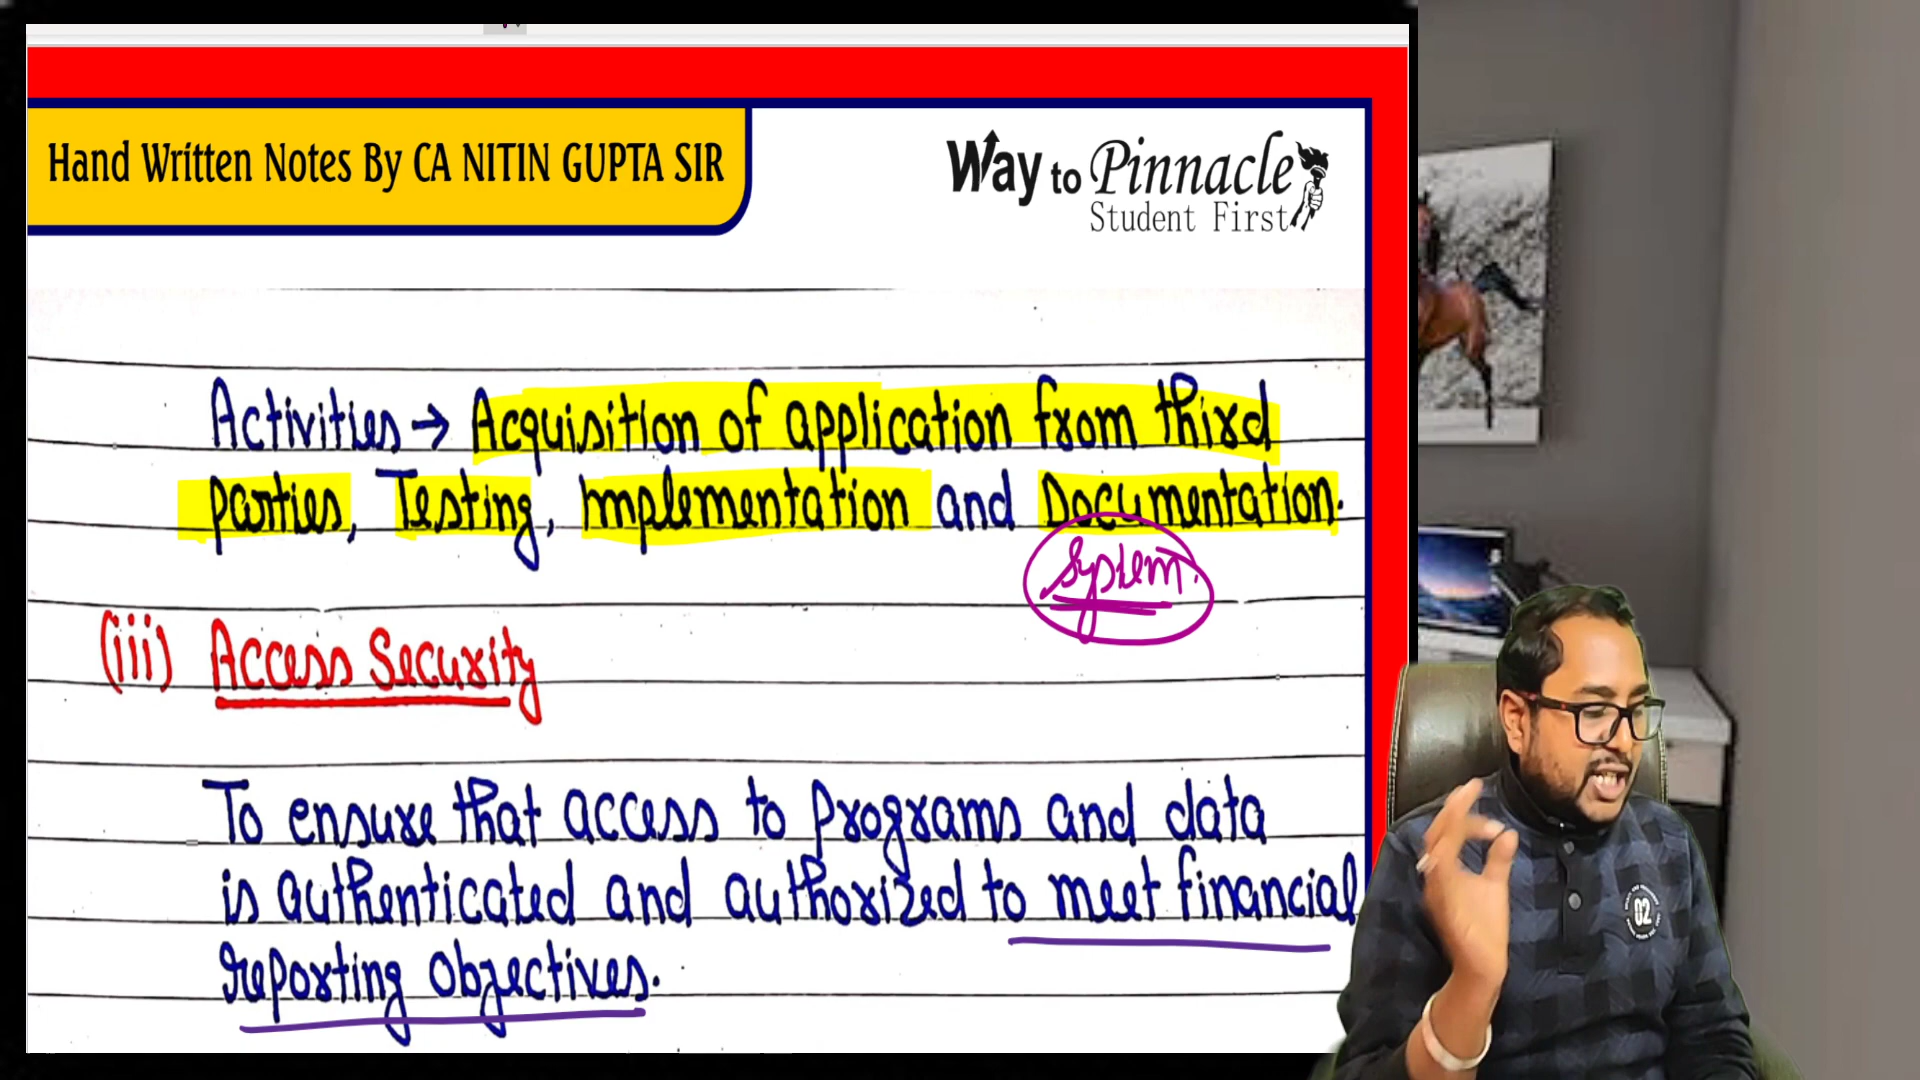 Hand Written Notes By CA NITIN GUPTA SIR
Way to Pinnacle
Student First
Activities → Acquisition of application from third
parties, Testing, Implementation and Documentation.
System.
(iii) Access Security
To ensure that access to programs and data
is authenticated and authorized to meet financial
reporting objectives.
02